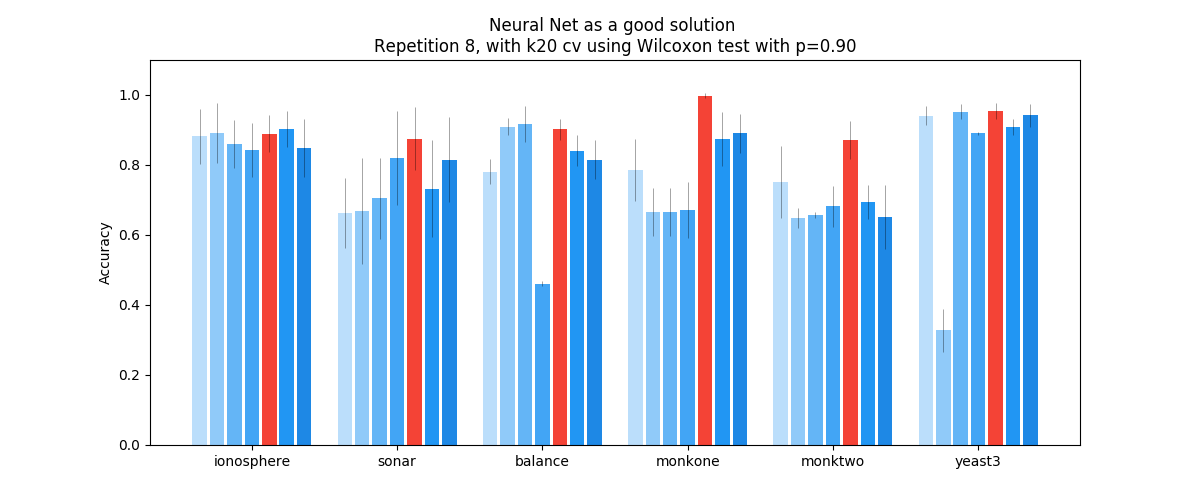 Neural Net as a good solution
Repetition 8, with k20 cv using Wilcoxon test with p=0.90
Accuracy
1.0
0.8
0.6
0.4
0.2
0.0
ionosphere sonar balance monkone monktwo yeast3